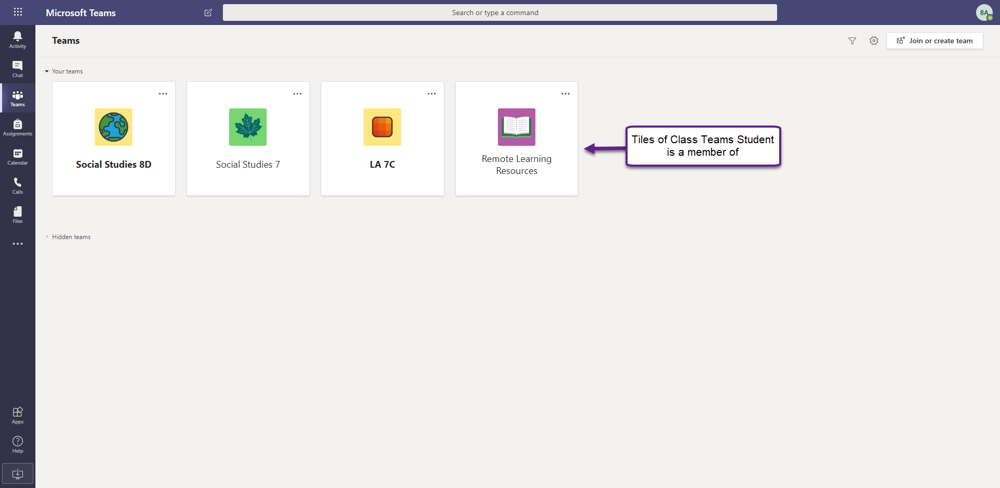 Microsoft Teams
Search or type a command
8A
Activity
Chat
Teams
Assignments
Calendar
Calls
Files
Apps
Help
Teams
Join or create team
Your teams
Social Studies 8D
Social Studies 7
LA 7C
Remote Learning
Resources
Tiles of Class Teams Student
is a member of
Hidden teams